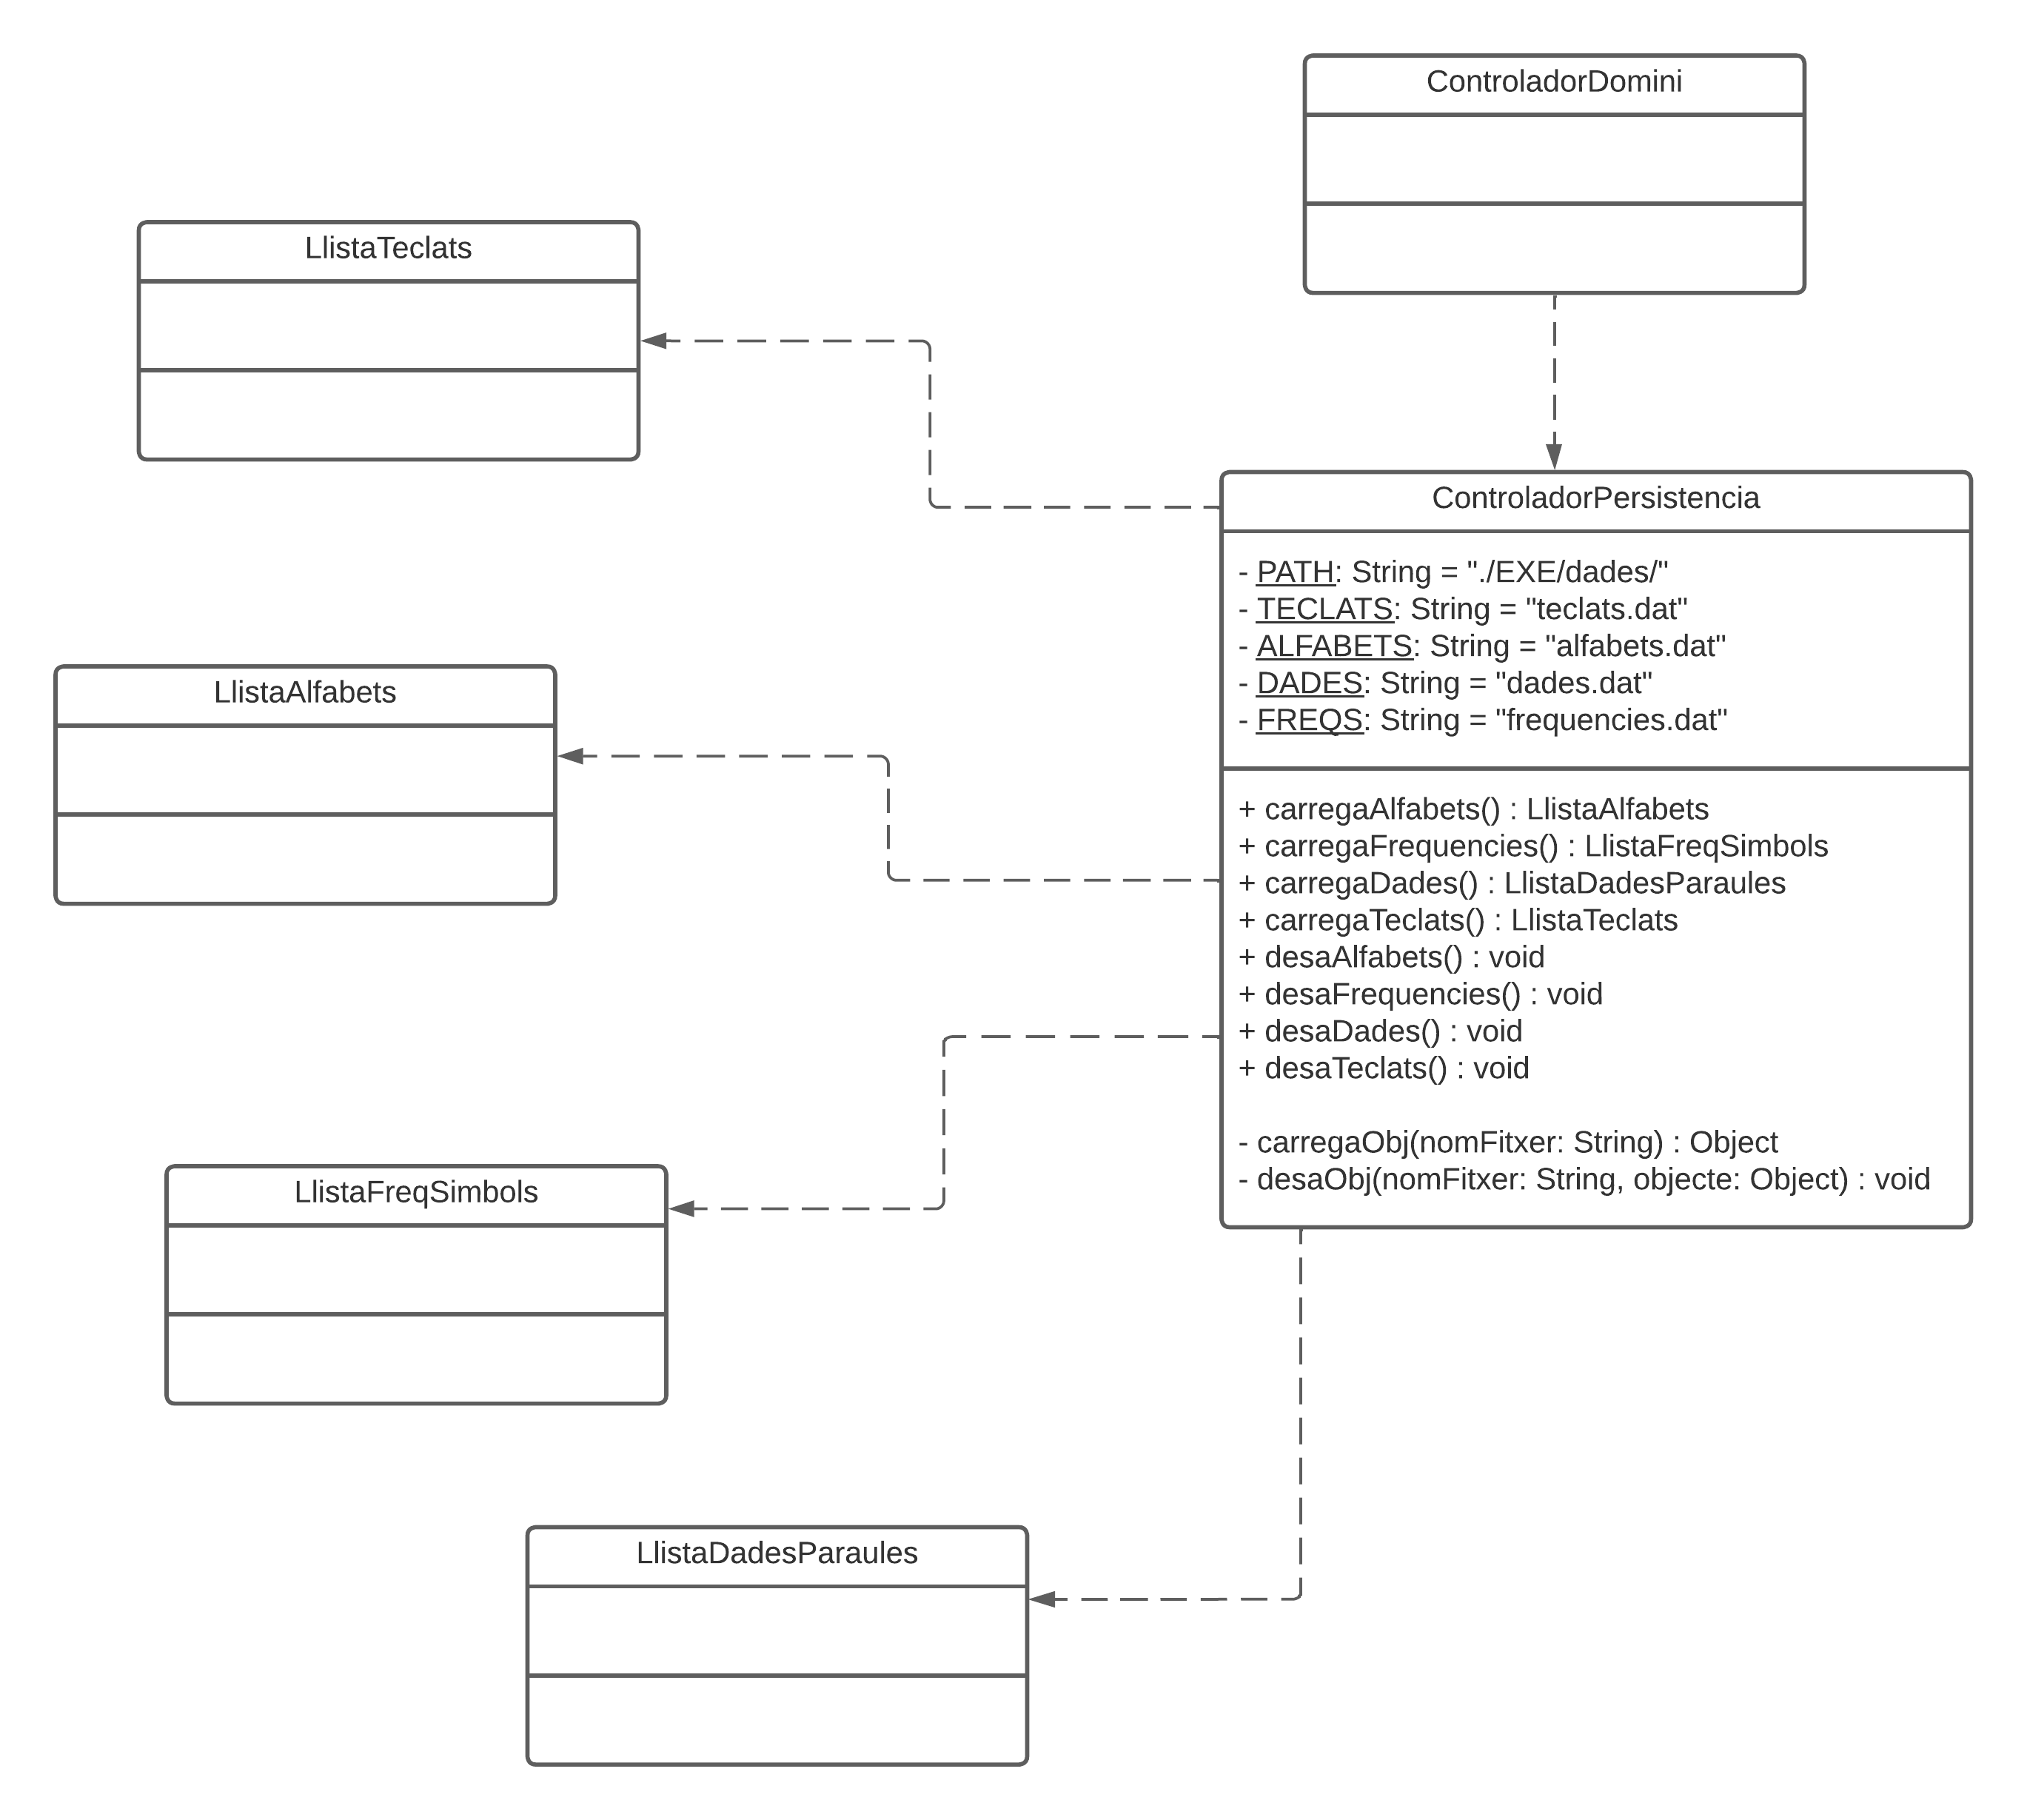 ControladorDomini
LlistaTeclats
ControladorPersistencia
- PATH: String = "./EXE/dades/"
- TECLATS: String = "teclats.dat"
- ALFABETS: String = "alfabets.dat"
- DADES: String = "dades.dat"
- FREQS: String = "frequencies.dat"
+ carregaAlfabets() : LlistaAlfabets
+ carregaFrequencies() : LlistaFreqSimbols
+ carregaDades() : LlistaDadesParaules
+ carregaTeclats() : LlistaTeclats
+ desaAlfabets() : void
+ desaFrequencies() : void
+ desaDades() : void
+ desaTeclats() : void
- carregaObj(nomFitxer: String) : Object
- desaObj(nomFitxer: String, objecte: Object) : void
LlistaAlfabets
LlistaFreqSimbols
LlistaDadesParaules